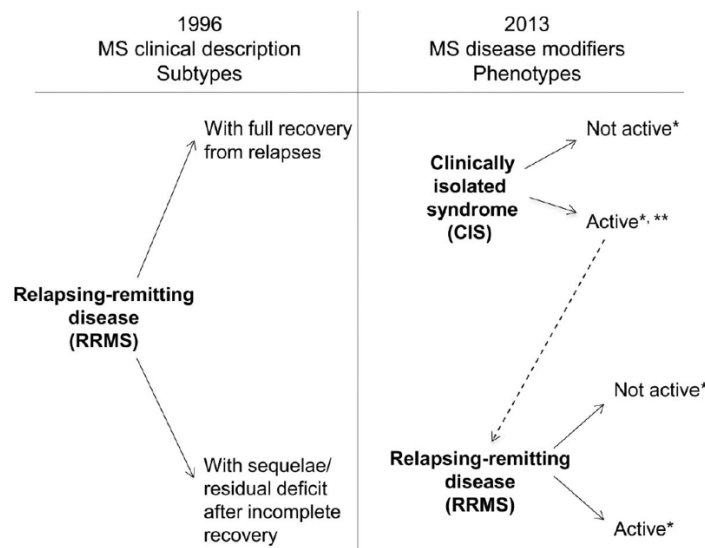 1996
MS clinical description
Subtypes
With full recovery
from relapses
Relapsing-remitting
disease
(RRMS)
With sequelae/
residual deficit
after incomplete
recovery
2013
MS disease modifiers
Phenotypes
Not active*
Clinically
isolated
syndrome
(CIS)
Active*, **
Not active*
Relapsing-remitting
disease
(RRMS)
Active*